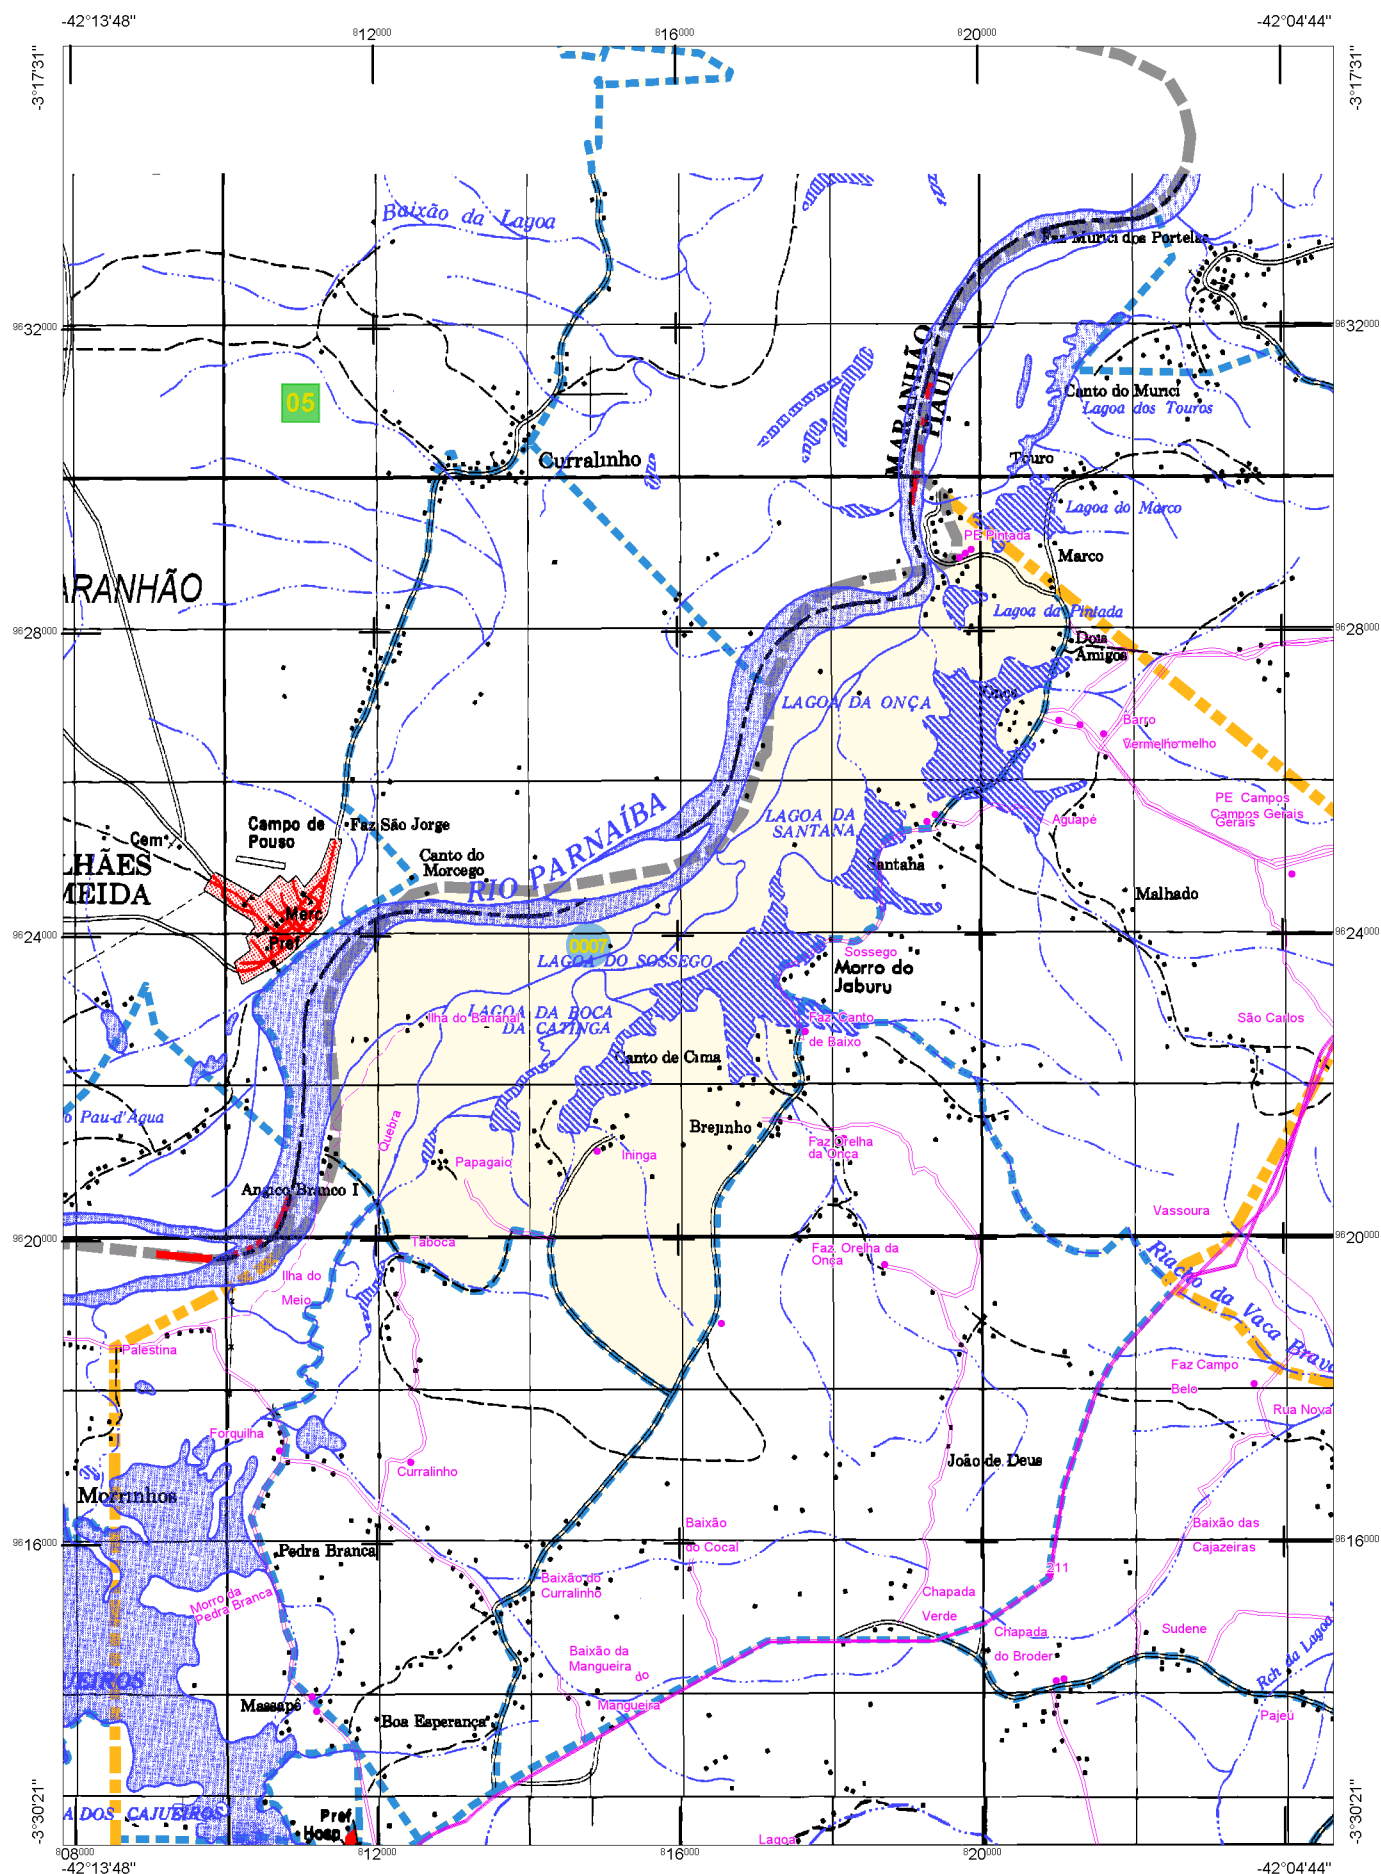 -42°13'48"
-42°04'44"
812000
816000
820000
-3°17'31"
-3°17'31"
Baixão da Lagoa
Faz Murici dos Portelas
9632000
9632000
MARANHÃO
PIAUÍ
05
Canto do Murici
Lagoa dos Touros
Curralinho
Touro
Lagoa do Marco
PE Pintada
Marco
ARANHÃO
Lagoa da Pintada
9628000
9628000
Dois
Amigos
LAGOA DA ONÇA
Onça
Barro
Vermelho
PE Campos
Campos Gerais
Gerais
RIO PARNAÍBA
LAGOA DA
SANTANA
Aguapé
Campo de
Pouso
Faz São Jorge
Cem
Canto do
Morcego
LHÃES
MEIDA
Santana
Malhado
Merc
Pref
9624000
9624000
0007
Sossego
LAGOA DO SOSSEGO
Morro do
Jaburu
LAGOA DA BOCA
DA CATINGA
Ilha do Bananal
Faz. Canto
de Baixo
São Carlos
Canto de Cima
o Pau-d'Água
Quebra
Brejinho
Faz. Orelha
da Onça
Papagaio
Ininga
Angico Branco I
Vassoura
9620000
9620000
Taboca
Faz. Orelha da
Onça
Riacho da Vaca Brava
Ilha do
Meio
Palestina
Faz Campo
Belo
Rua Nova
Forquilha
Curralinho
João de Deus
Morrinhos
Baixão
do Cocal
Baixão das
Cajazeiras
9616000
9616000
Pedra Branca
211
Baixão do
Curralinho
Morro da
Pedra Branca
Chapada
Verde
Chapada
do Broder
Sudene
Baixão da
Mangueira
do
Mangueira
Rch da Lagoa
UEIROS
Massapê
Boa Esperança
Pajeú
A DOS CAJUEIROS
Pref
Hosp
Lagoa
-3°30'21"
-3°30'21"
808000
812000
816000
820000
-42°13'48"
-42°04'44"